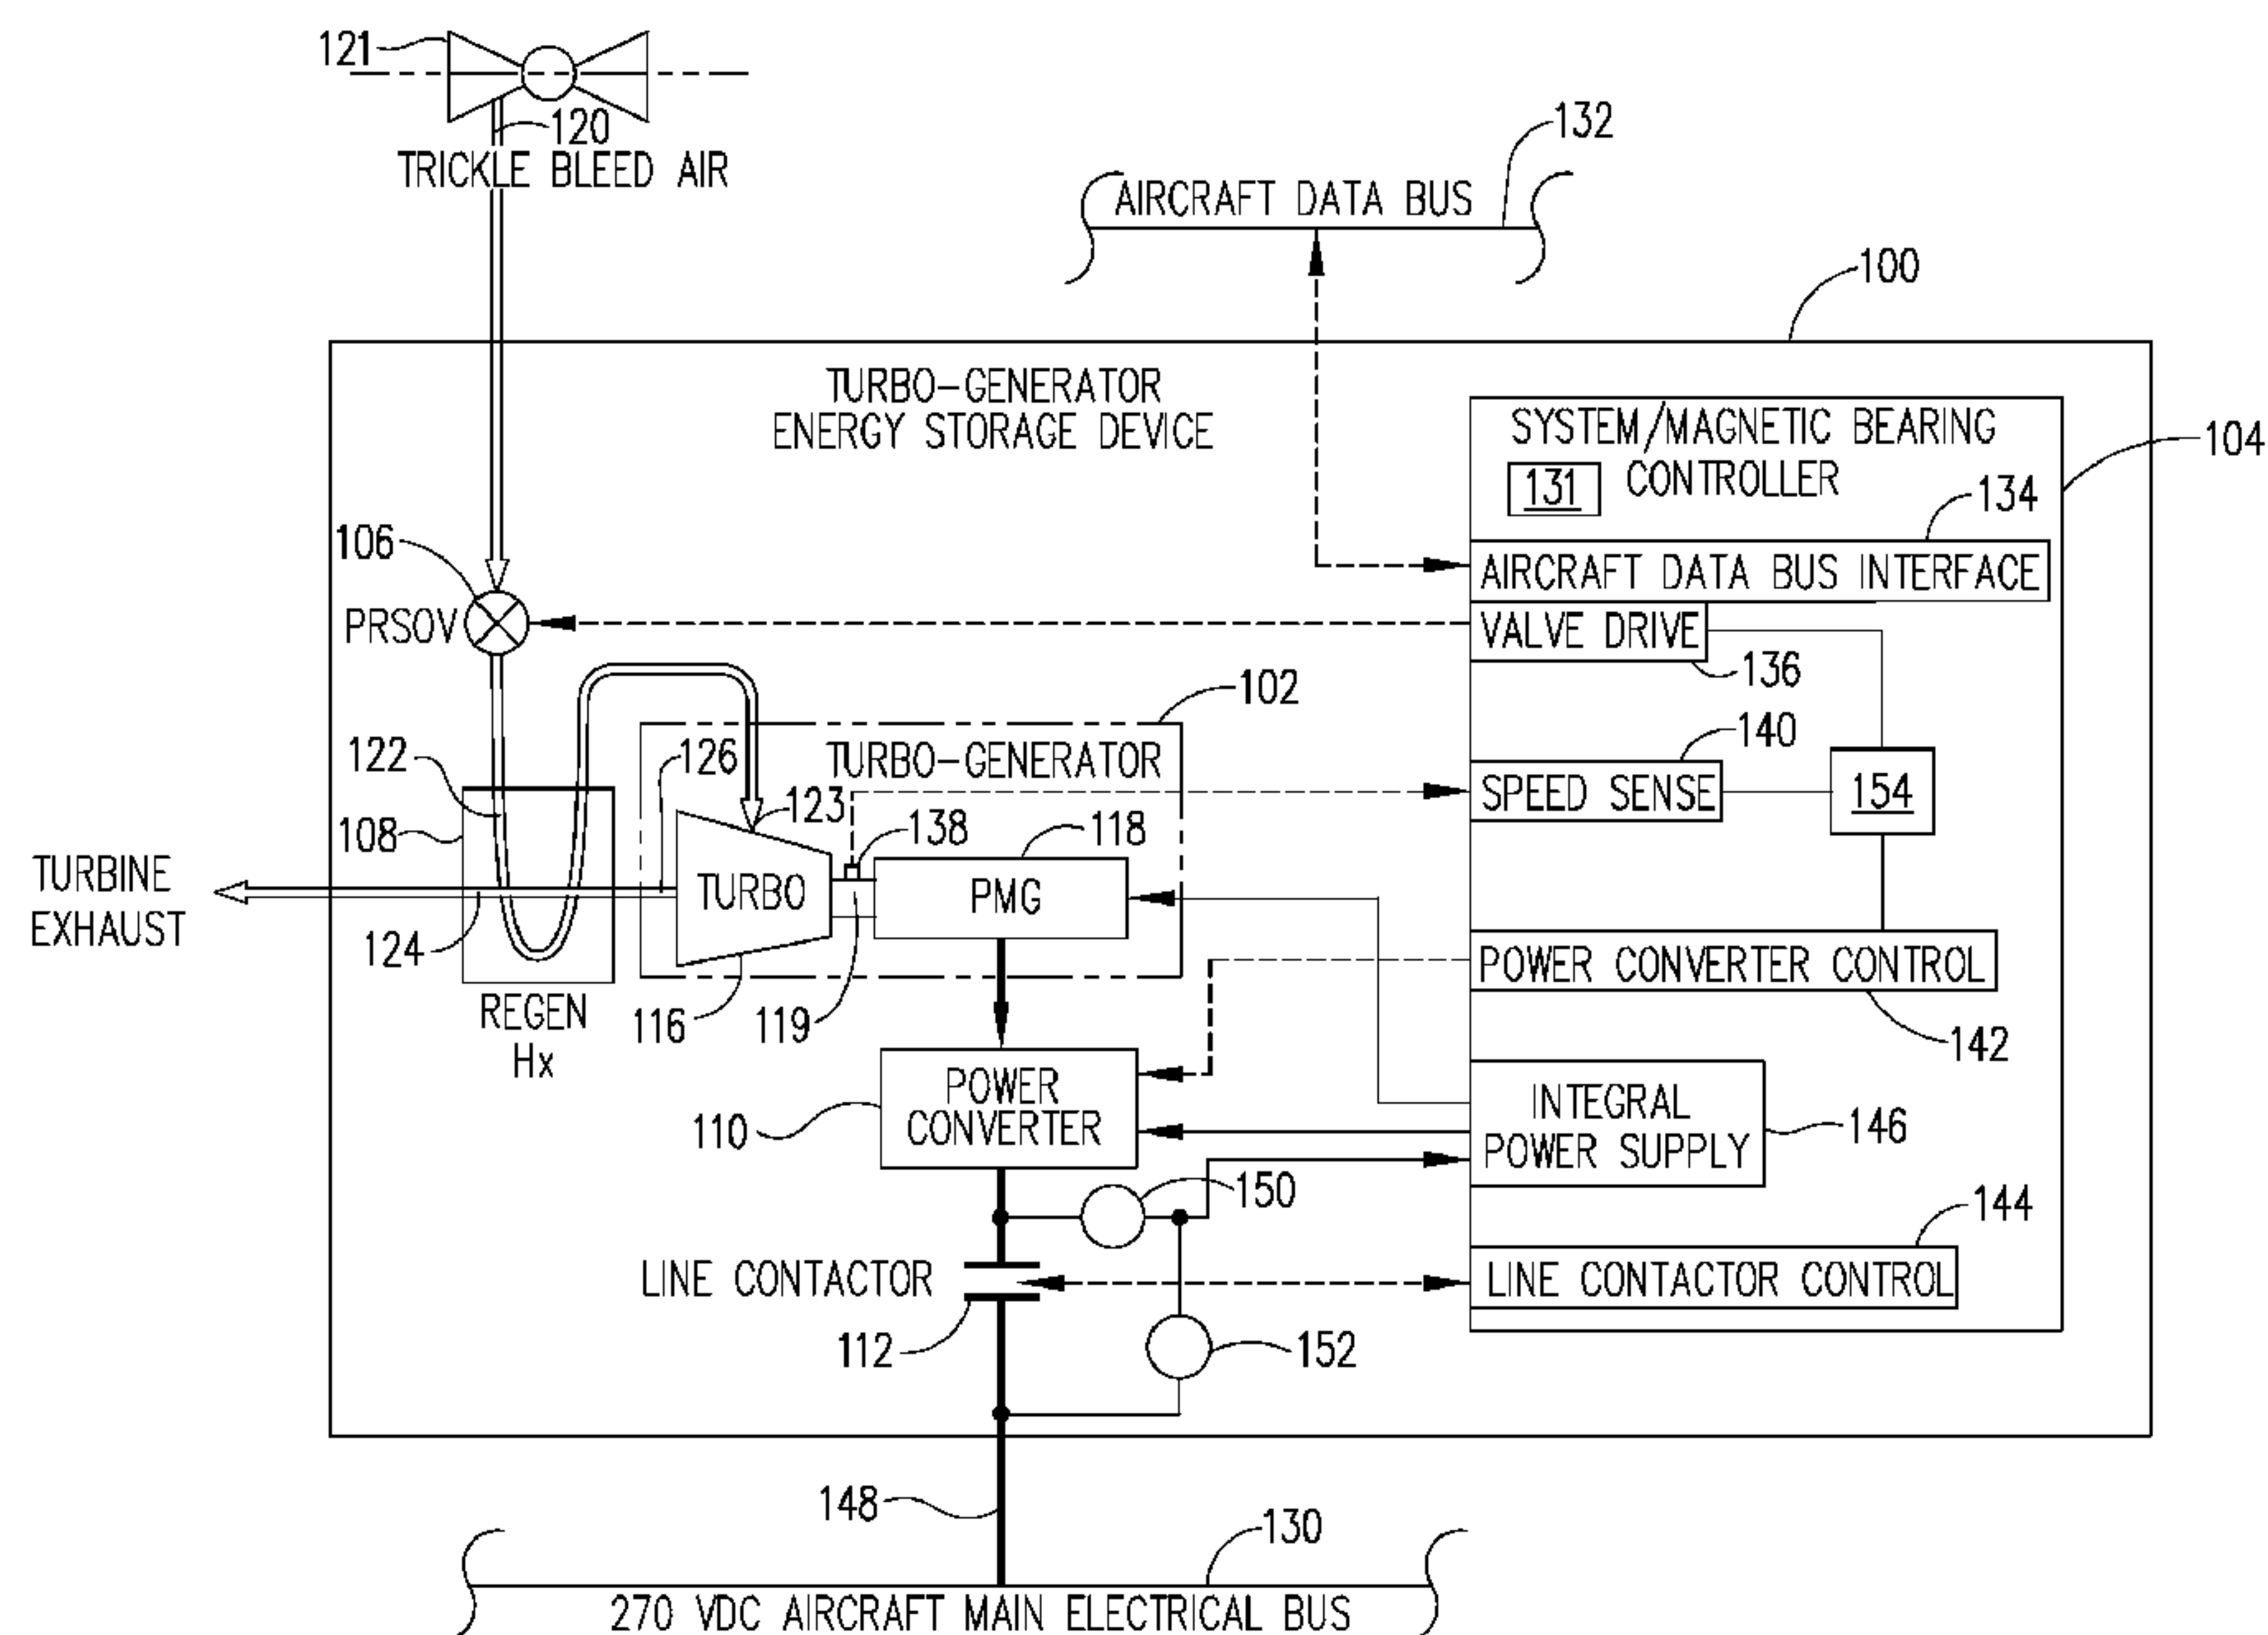 121
120
TRICKLE BLEED AIR
132
AIRCRAFT DATA BUS
100
TURBO-GENERATOR
ENERGY STORAGE DEVICE
SYSTEM/MAGNETIC BEARING
CONTROLLER
131
104
134
AIRCRAFT DATA BUS INTERFACE
106
PRSOV
VALVE DRIVE
136
102
TURBO-GENERATOR
140
SPEED SENSE
154
122
126
123
138
118
108
TURBINE
EXHAUST
TURBO
PMG
124
REGEN
Hx
116
119
POWER CONVERTER CONTROL
142
POWER
CONVERTER
110
INTEGRAL
POWER SUPPLY
146
150
144
LINE CONTACTOR
LINE CONTACTOR CONTROL
112
152
148
130
270 VDC AIRCRAFT MAIN ELECTRICAL BUS